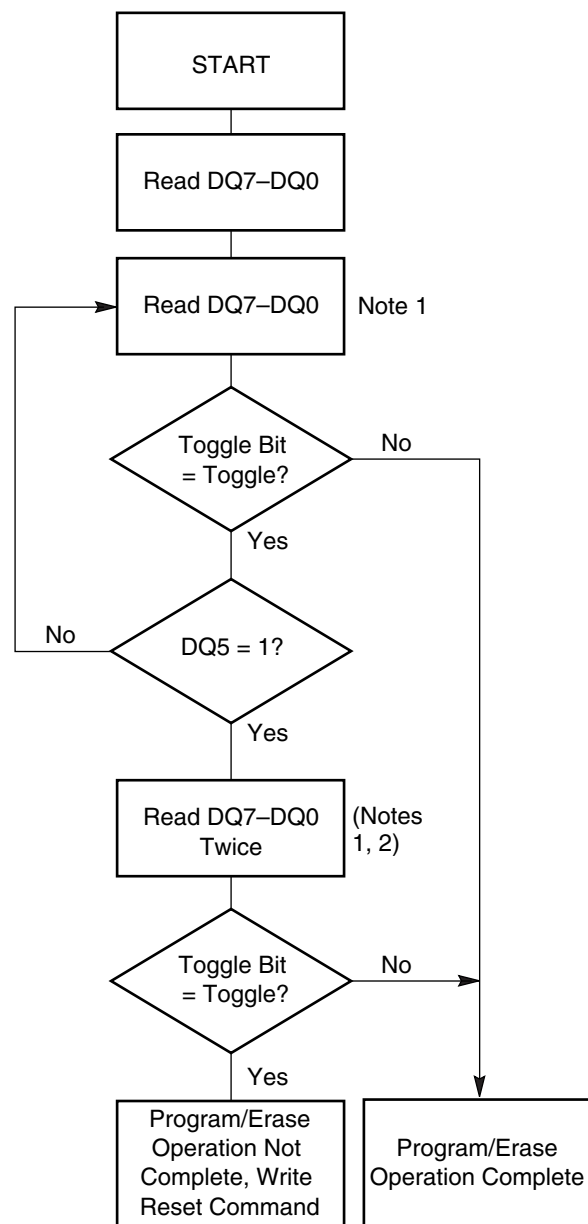 START
Read DQ7–DQ0
Read DQ7–DQ0
Note 1
Toggle Bit
= Toggle?
No
Yes
No
DQ5 = 1?
Yes
Read DQ7–DQ0
Twice
(Notes
1, 2)
Toggle Bit
= Toggle?
No
Yes
Program/Erase
Operation Not
Complete, Write
Reset Command
Program/Erase
Operation Complete